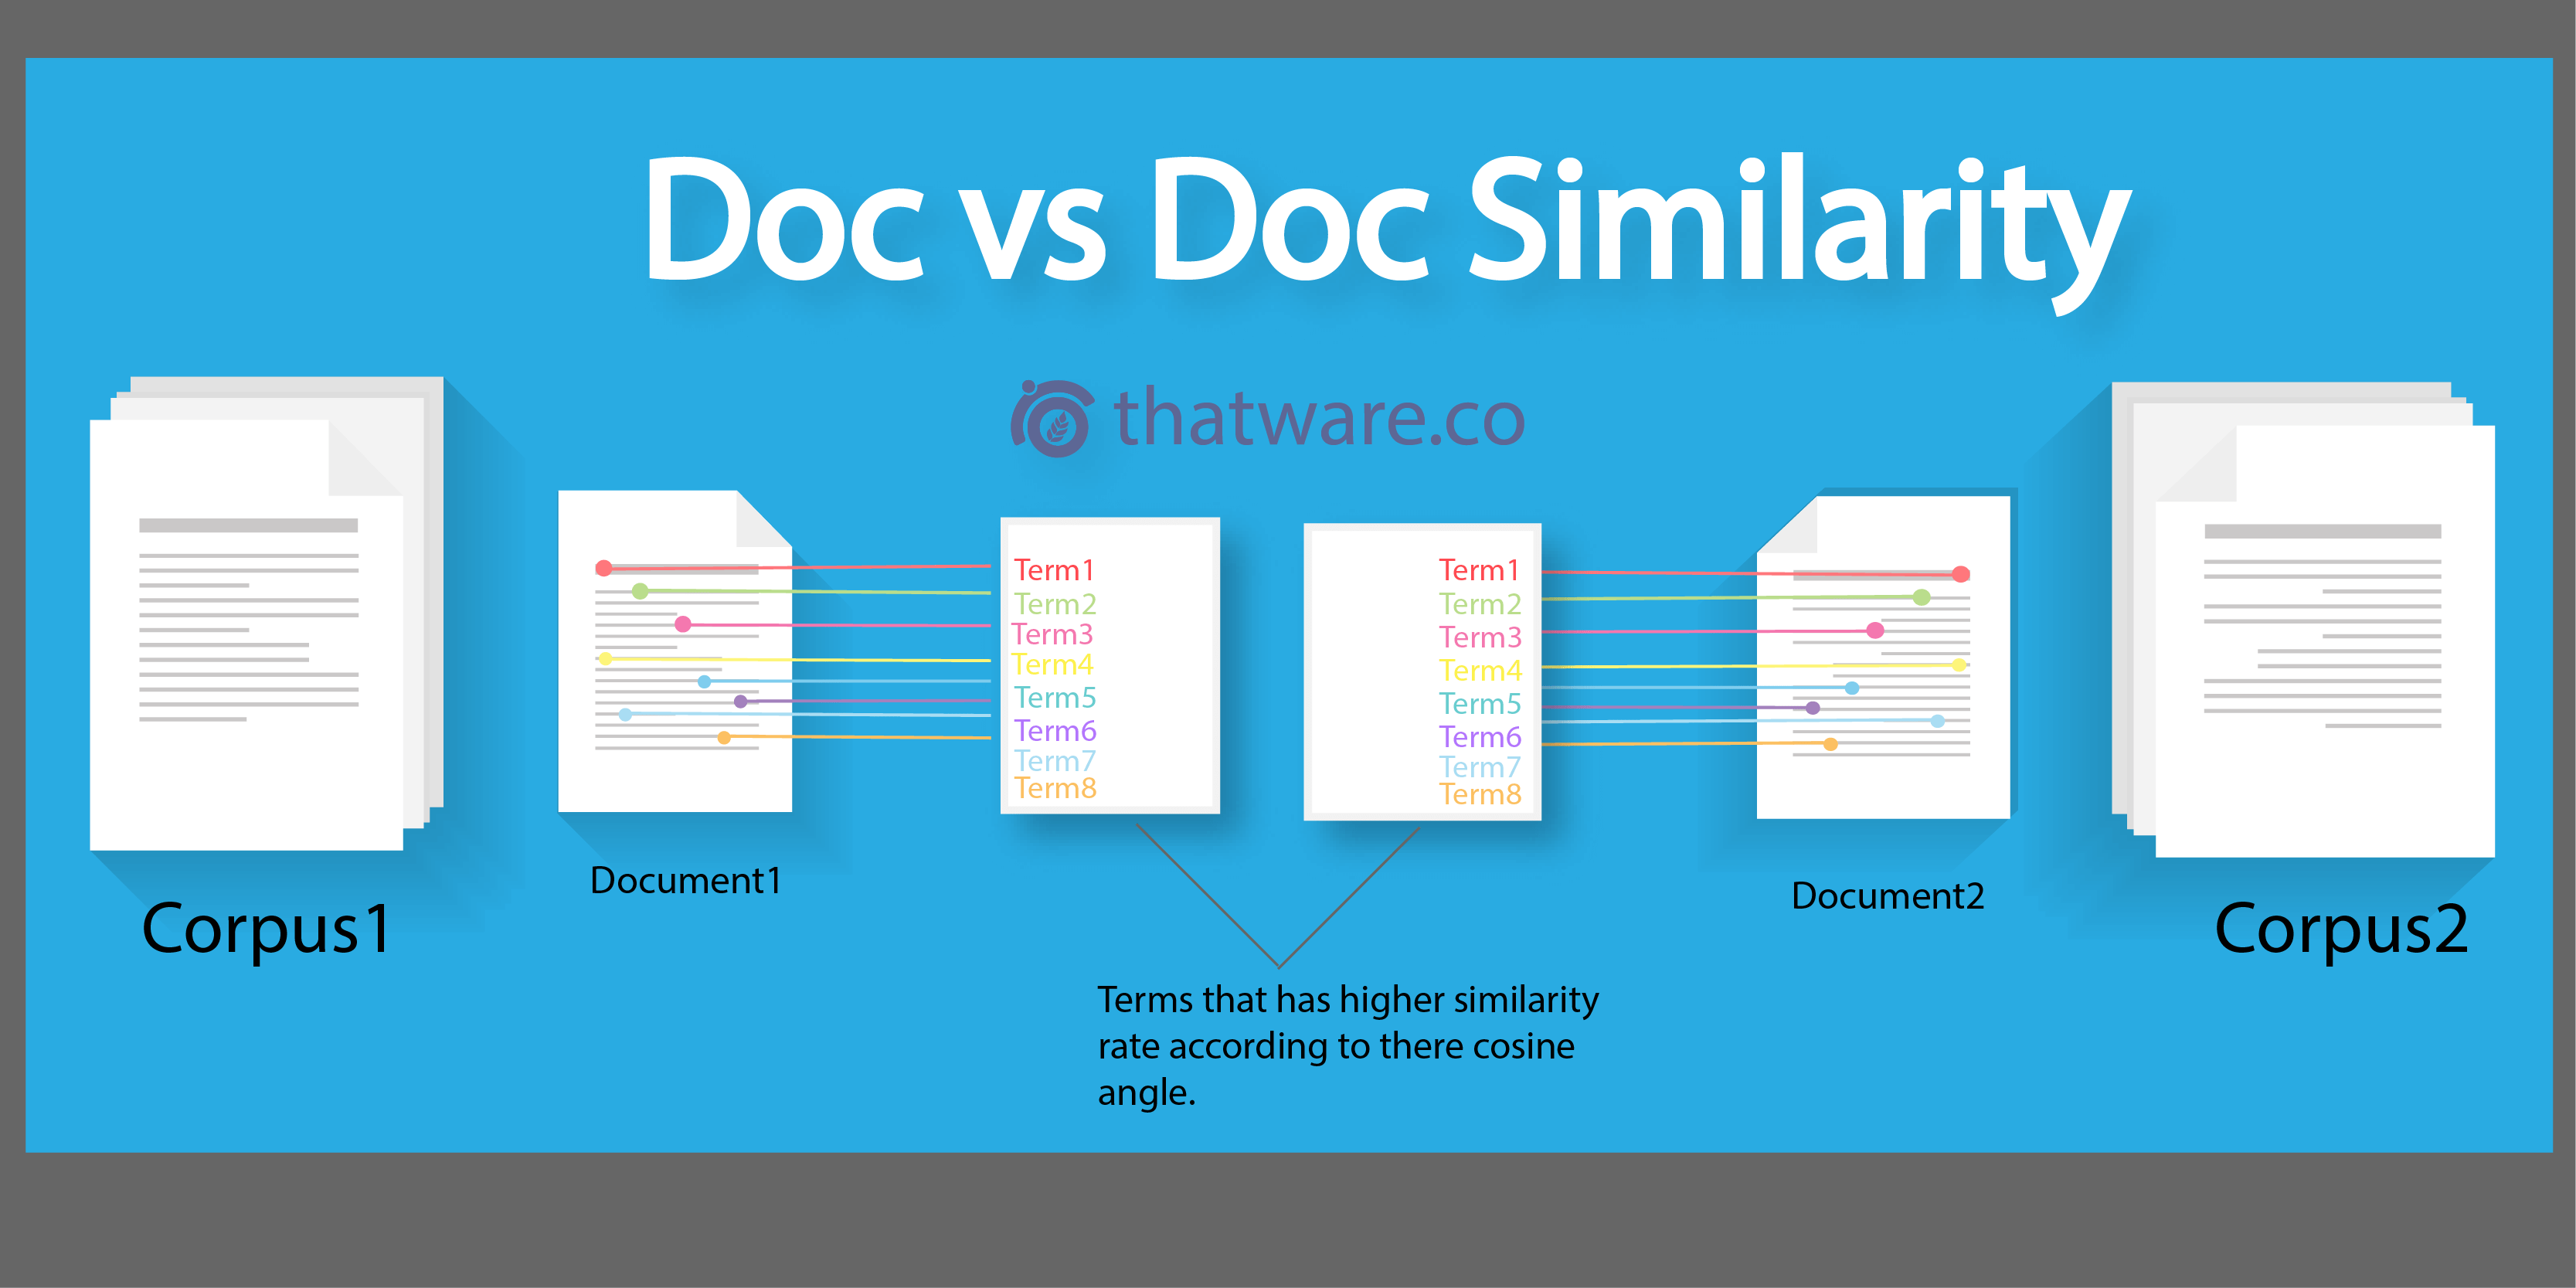 Doc vs Doc Similarity
thatware.co
Term1
Term2
Term3
Term4
Term5
Term6
Term7
Term8
Term1
Term2
Term3
Term4
Term5
Term6
Term7
Term8
Document1
Document2
Corpus1
Corpus2
Terms that has higher similarity
rate according to there cosine
angle.